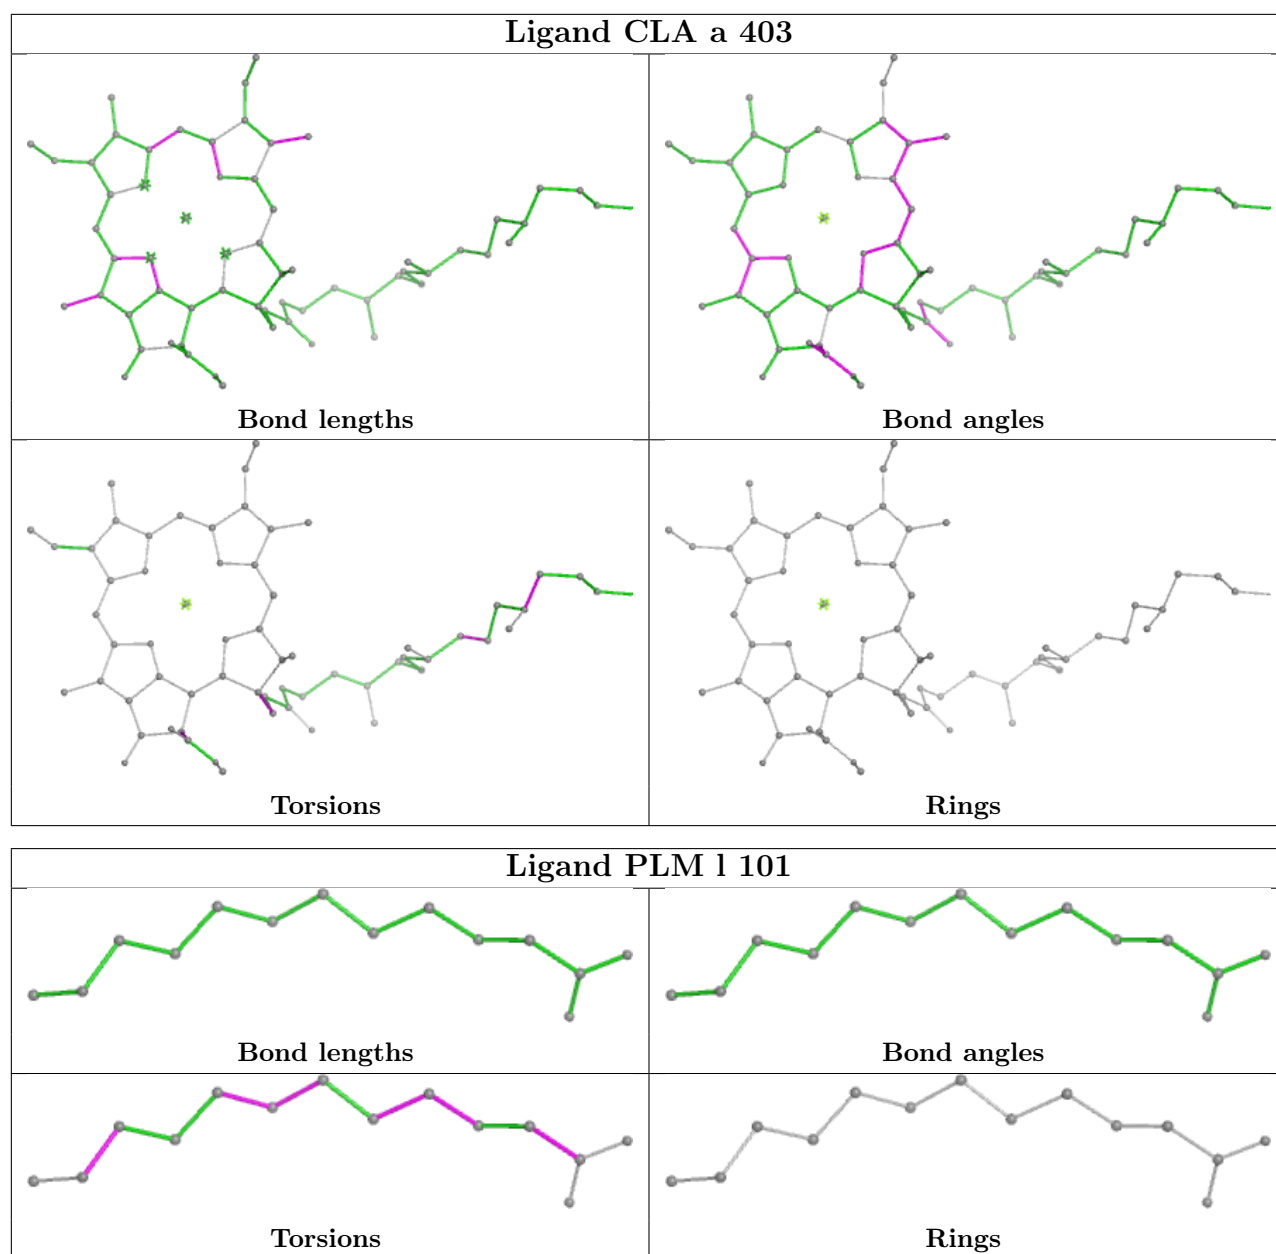 Ligand CLA a 403
Bond lengths
Bond angles
Torsions
Rings
Ligand PLM l 101
Bond lengths
Bond angles
Torsions
Rings